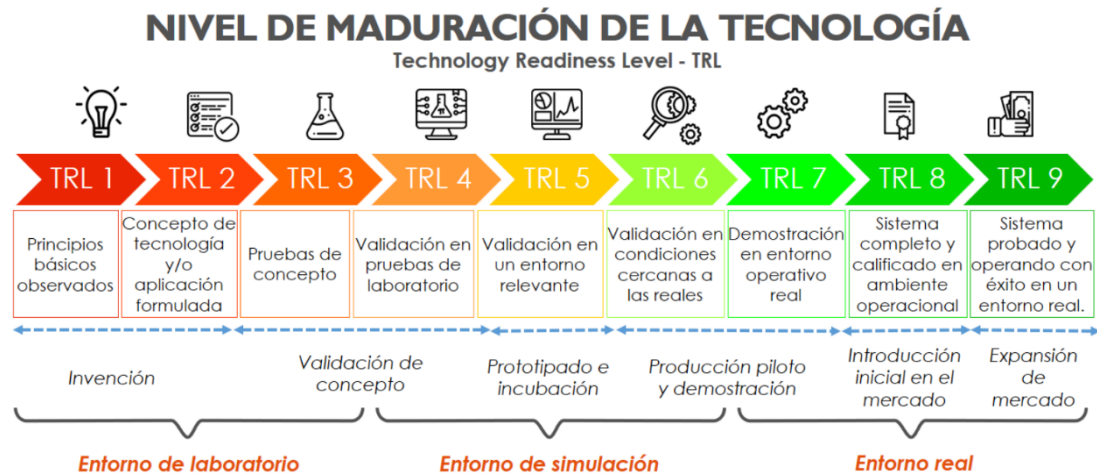 NIVEL DE MADURACIÓN DE LA TECNOLOGÍA
Technology Readiness Level - TRL
TRL 1
TRL 2
TRL 3
TRL 4
TRL 5
TRL 6
TRL 7
TRL 8
TRL 9
Principios
básicos
observados
Concepto de
tecnología
y/o
aplicación
formulada
Pruebas de
concepto
Validación en
pruebas de
laboratorio
Validación en
un entorno
relevante
Validación en
condiciones
cercanas a
las reales
Demostración
en entorno
operativo
real
Sistema
completo y
calificado en
ambiente
operacional
Sistema
probado y
operando con
éxito en un
entorno real.
Invención
Validación de
concepto
Prototipado e
incubación
Producción piloto
y demostración
Introducción
inicial en el
mercado
Expansión
de
mercado
Entorno de laboratorio
Entorno de simulación
Entorno real